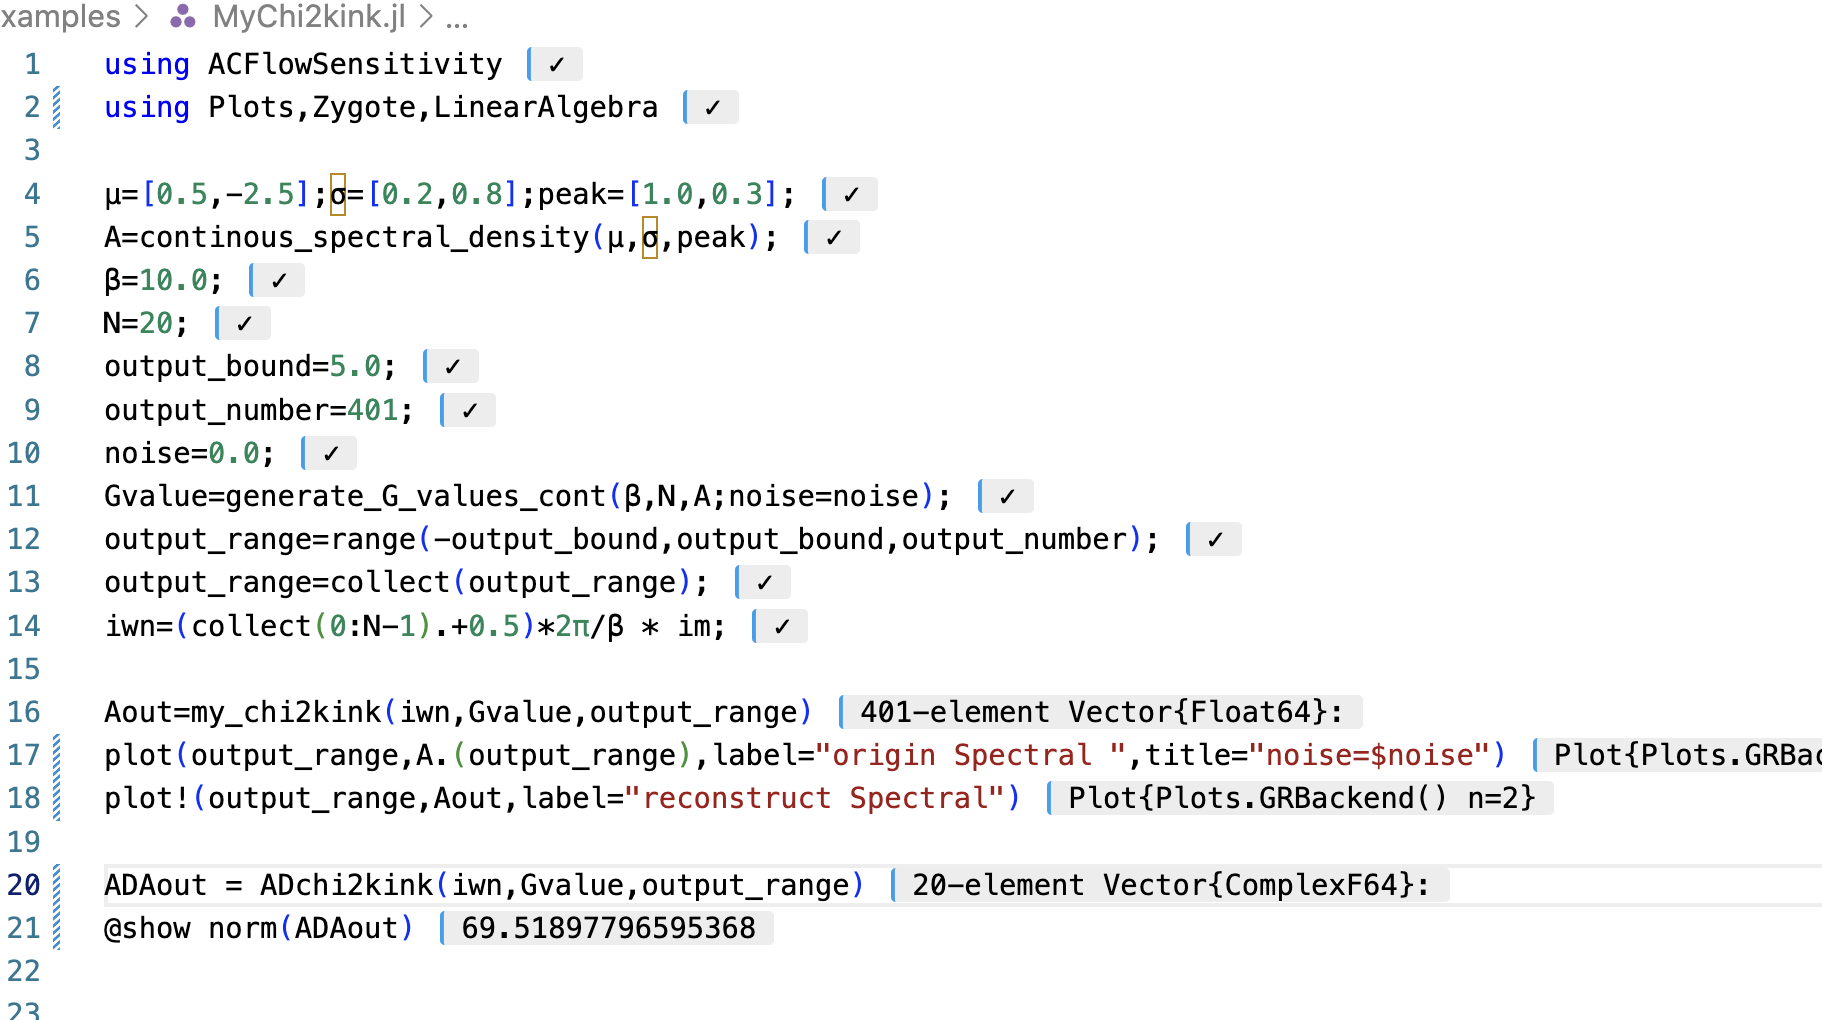 xamples > MyChi2kink.jl > ...
1 using ACFlowSensitivity ✓
2 using Plots,Zygote,LinearAlgebra ✓
3
4 μ=[0.5,-2.5];σ=[0.2,0.8];peak=[1.0,0.3]; ✓
5 A=continous_spectral_density(μ,σ,peak); ✓
6 β=10.0; ✓
7 N=20; ✓
8 output_bound=5.0; ✓
9 output_number=401; ✓
10 noise=0.0; ✓
11 Gvalue=generate_G_values_cont(β,N,A;noise=noise); ✓
12 output_range=range(-output_bound,output_bound,output_number); ✓
13 output_range=collect(output_range); ✓
14 iwn=(collect(0:N-1).+0.5)*2π/β * im; ✓
15
16 Aout=my_chi2kink(iwn,Gvalue,output_range) 401-element Vector{Float64}:
17 plot(output_range,A.(output_range),label="origin Spectral ",title="noise=$noise") Plot{Plots.GRBac
18 plot!(output_range,Aout,label="reconstruct Spectral") Plot{Plots.GRBackend() n=2}
19
20 ADAout = ADchi2kink(iwn,Gvalue,output_range) 20-element Vector{ComplexF64}:
21 @show norm(ADAout) 69.51897796595368
22
23